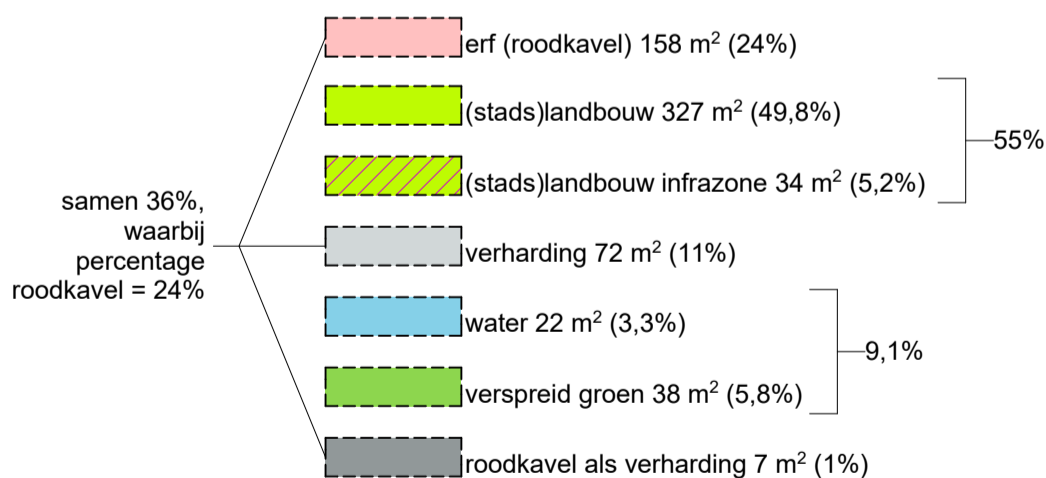 erf (roodkavel) 158 m² (24%)
(stads)landbouw 327 m² (49,8%)
55%
(stads)landbouw infrazone 34 m² (5,2%)
samen 36%,
waarbij
percentage
roodkavel = 24%
verharding 72 m² (11%)
water 22 m² (3,3%)
9,1%
verspreid groen 38 m² (5,8%)
roodkavel als verharding 7 m² (1%)